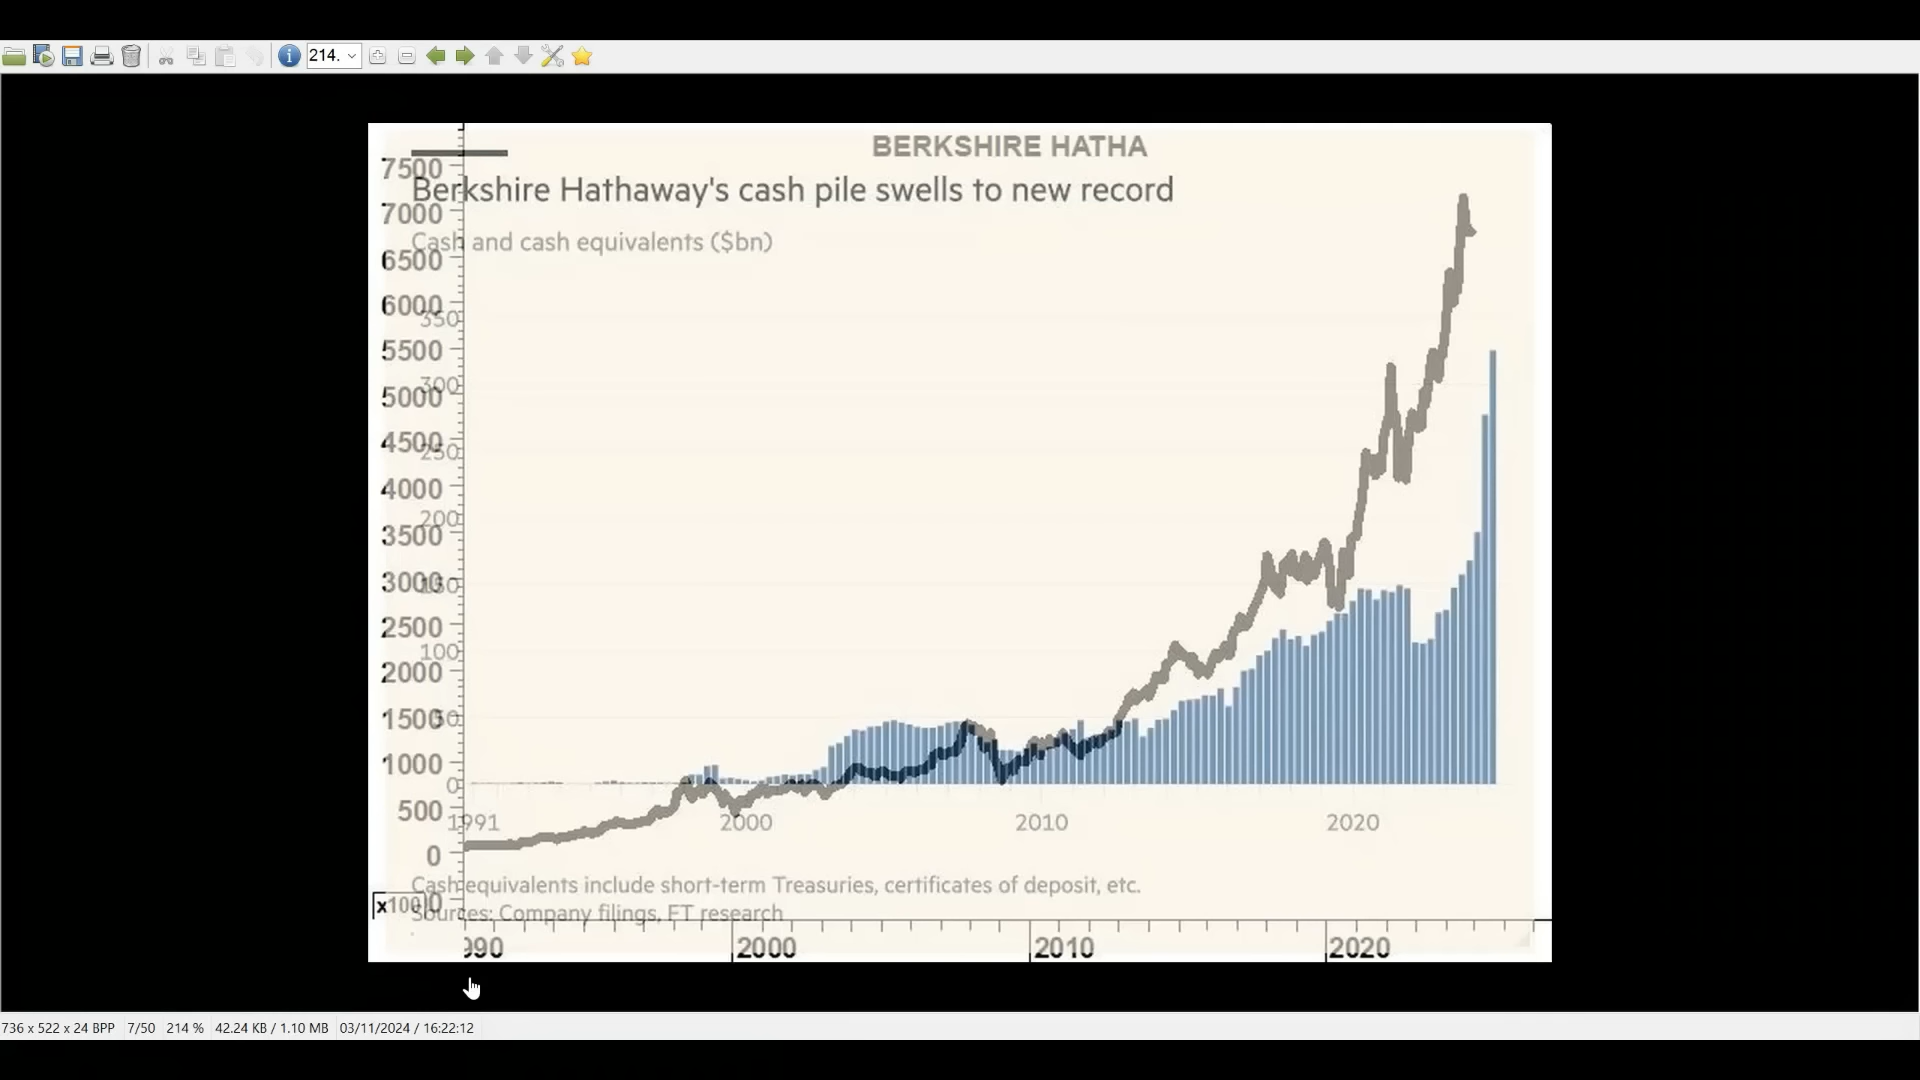 214.
BERKSHIRE HATHA
Berkshire Hathaway's cash pile swells to new record
Cash and cash equivalents ($bn)
7500
7000
6500
6000
350
5500
300
5000
4500
250
4000
200
3500
3000
150
2500
100
2000
1500
50
1000
0
500
0
1991 2000 2010 2020
Cash equivalents include short-term Treasuries, certificates of deposit, etc.
x100
Sources: Company filings, FT research
990 2000 2010 2020
736 x 522 x 24 BPP 7/50 214 % 42.24 KB / 1.10 MB 03/11/2024 / 16:22:12